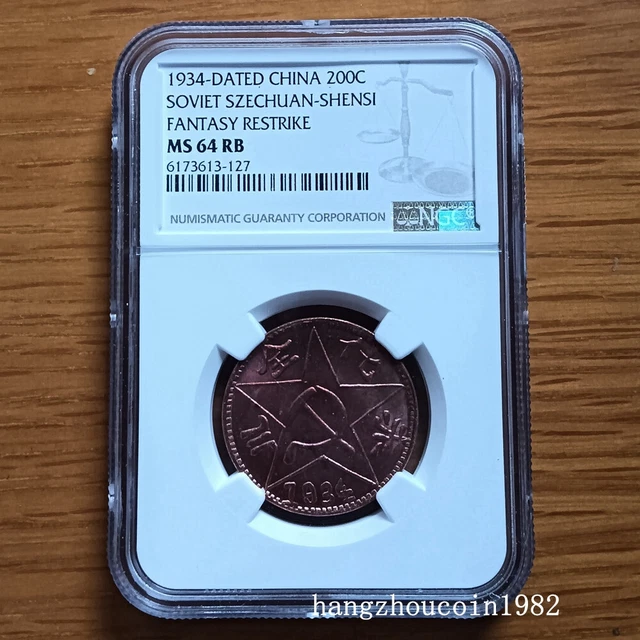 1934-DATED CHINA 200C
SOVIET SZECHUAN-SHENSI
FANTASY RESTRIKE
MS 64 RB
6173613-127
NUMISMATIC GUARANTY CORPORATION
NGC
1934
hangzhoucoin1982